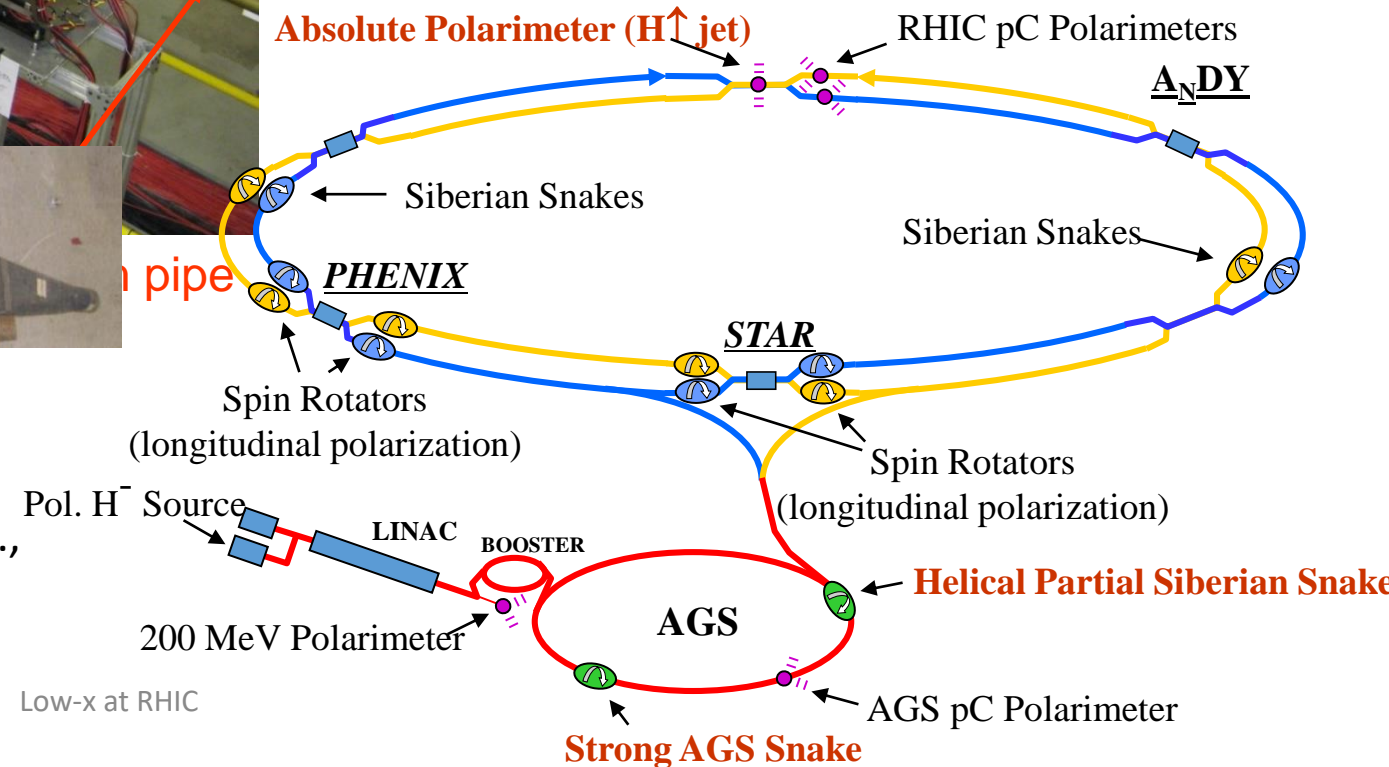 Absolute Polarimeter (H↑ jet)
RHIC pC Polarimeters
ANDY
Siberian Snakes
Siberian Snakes
pipe
PHENIX
STAR
Spin Rotators
(longitudinal polarization)
Spin Rotators
(longitudinal polarization)
Pol. H⁻ Source
LINAC
BOOSTER
Helical Partial Siberian Snake
AGS
200 MeV Polarimeter
Low-x at RHIC
AGS pC Polarimeter
Strong AGS Snake